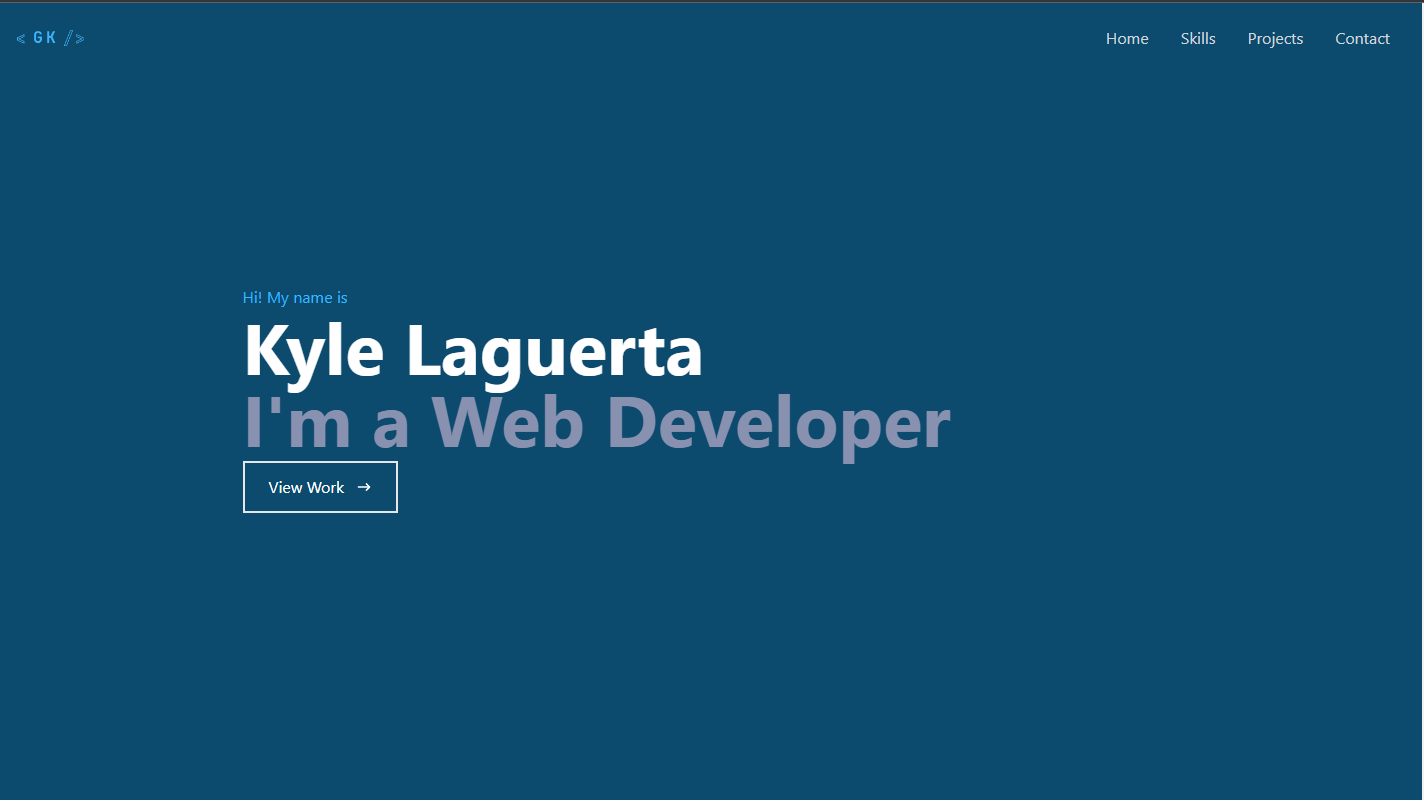 < GK />
Home Skills Projects Contact
Hi! My name is
Kyle Laguerta
I'm a Web Developer
View Work →